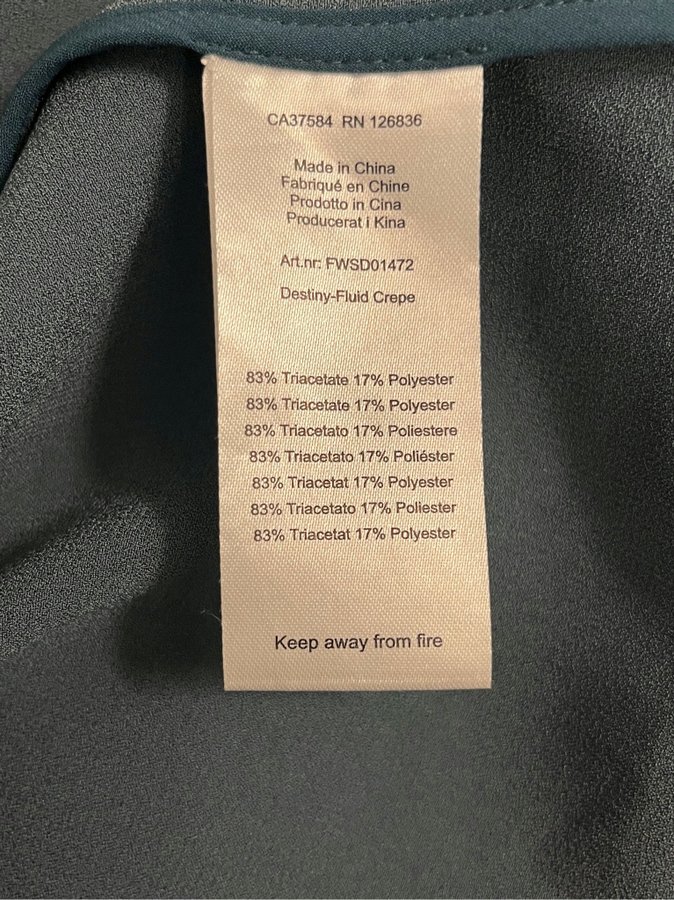 CA37584 RN 126836
Made in China
Fabriqué en Chine
Prodotto in Cina
Producerat i Kina
Art.nr: FWSD01472
Destiny-Fluid Crepe
83% Triacetate 17% Polyester
83% Triacetate 17% Polyester
83% Triacetato 17% Poliestere
83% Triacetato 17% Poliéster
83% Triacetat 17% Polyester
83% Triacetato 17% Poliester
83% Triacetat 17% Polyester
Keep away from fire